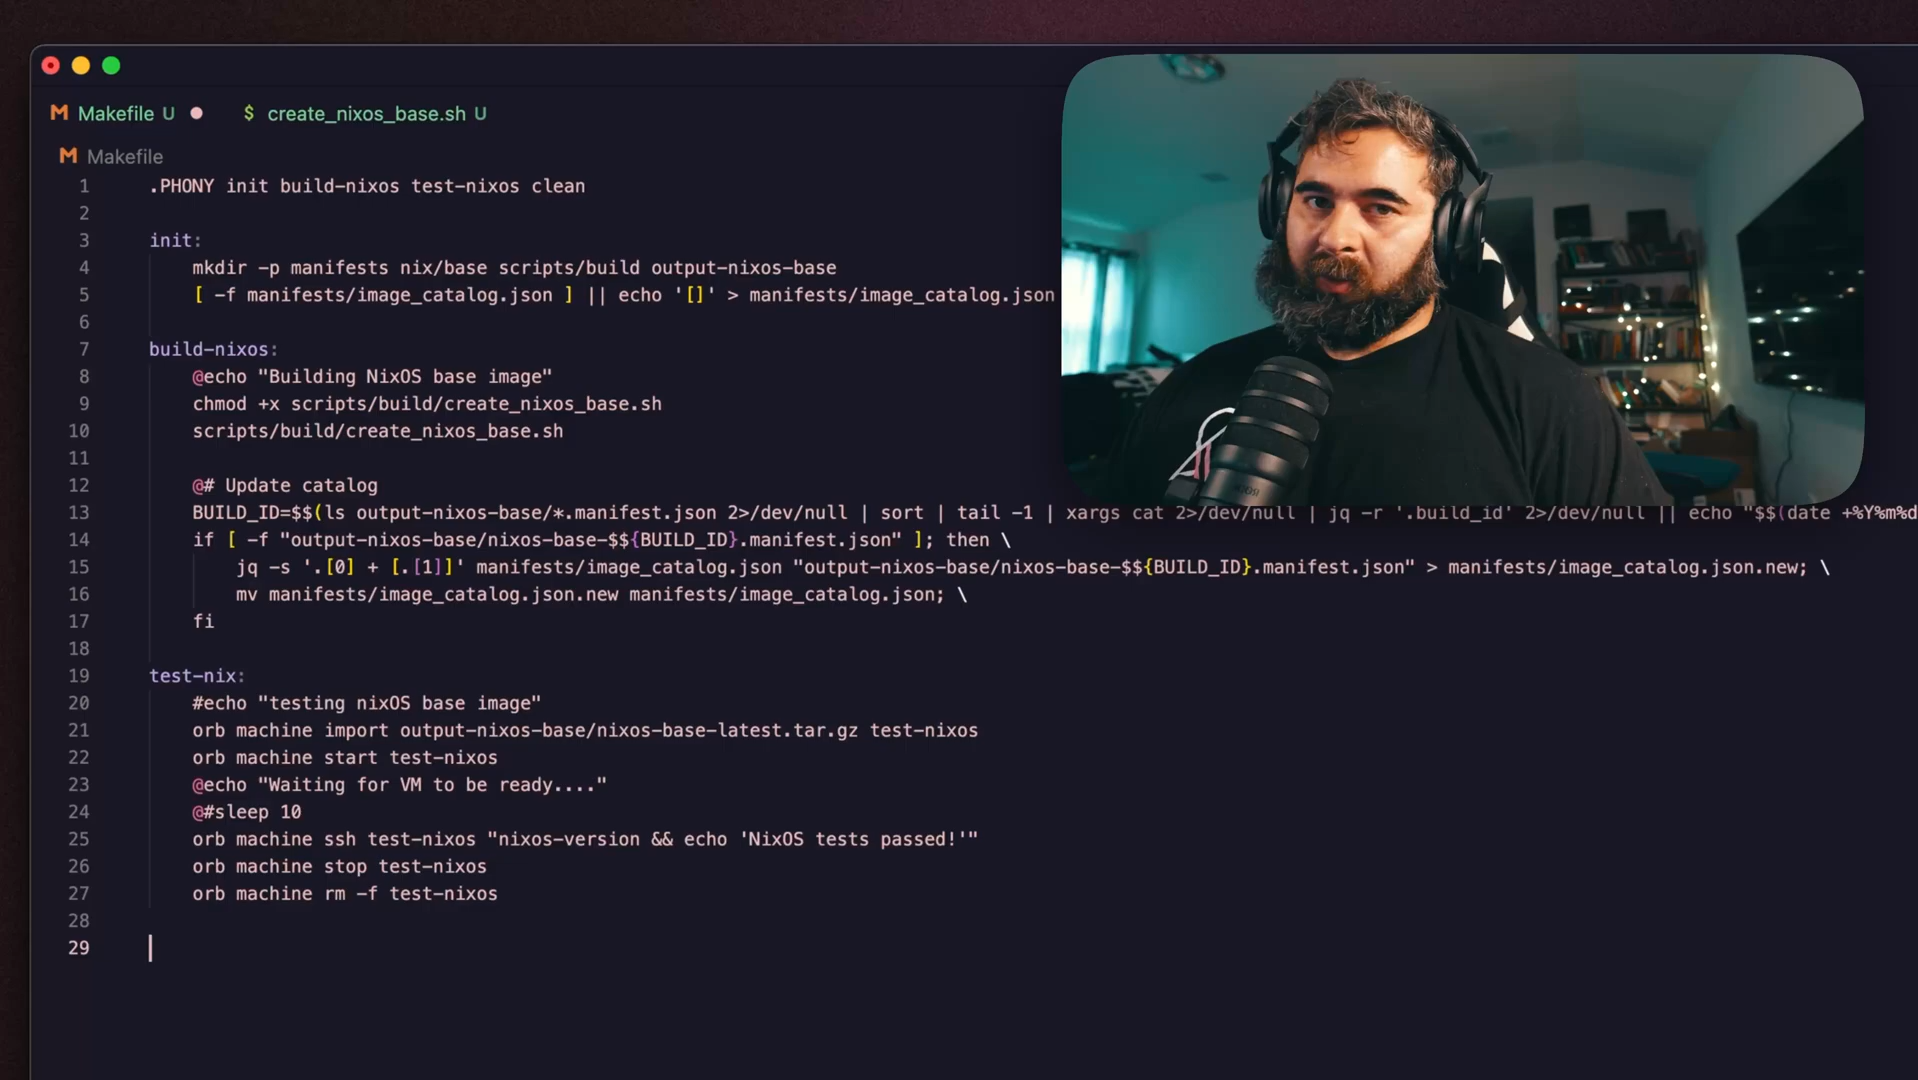 Makefile U
$ create_nixos_base.sh U
Makefile
1 .PHONY init build-nixos test-nixos clean
2
3 init:
4 mkdir -p manifests nix/base scripts/build output-nixos-base
5 [ -f manifests/image_catalog.json ] || echo '[]' > manifests/image_catalog.json
6
7 build-nixos:
8 @echo "Building NixOS base image"
9 chmod +x scripts/build/create_nixos_base.sh
10 scripts/build/create_nixos_base.sh
11
12 @# Update catalog
13 BUILD_ID=$$(ls output-nixos-base/*.manifest.json 2>/dev/null | sort | tail -1 | xargs cat 2>/dev/null | jq -r '.build_id' 2>/dev/null || echo "$$(date +%Y%m%d
14 if [ -f "output-nixos-base/nixos-base-$${BUILD_ID}.manifest.json" ]; then \
15 jq -s '.[0] + [.[1]]' manifests/image_catalog.json "output-nixos-base/nixos-base-$${BUILD_ID}.manifest.json" > manifests/image_catalog.json.new; \
16 mv manifests/image_catalog.json.new manifests/image_catalog.json; \
17 fi
18
19 test-nix:
20 #echo "testing nixOS base image"
21 orb machine import output-nixos-base/nixos-base-latest.tar.gz test-nixos
22 orb machine start test-nixos
23 @echo "Waiting for VM to be ready...."
24 @#sleep 10
25 orb machine ssh test-nixos "nixos-version && echo 'NixOS tests passed!'"
26 orb machine stop test-nixos
27 orb machine rm -f test-nixos
28
29